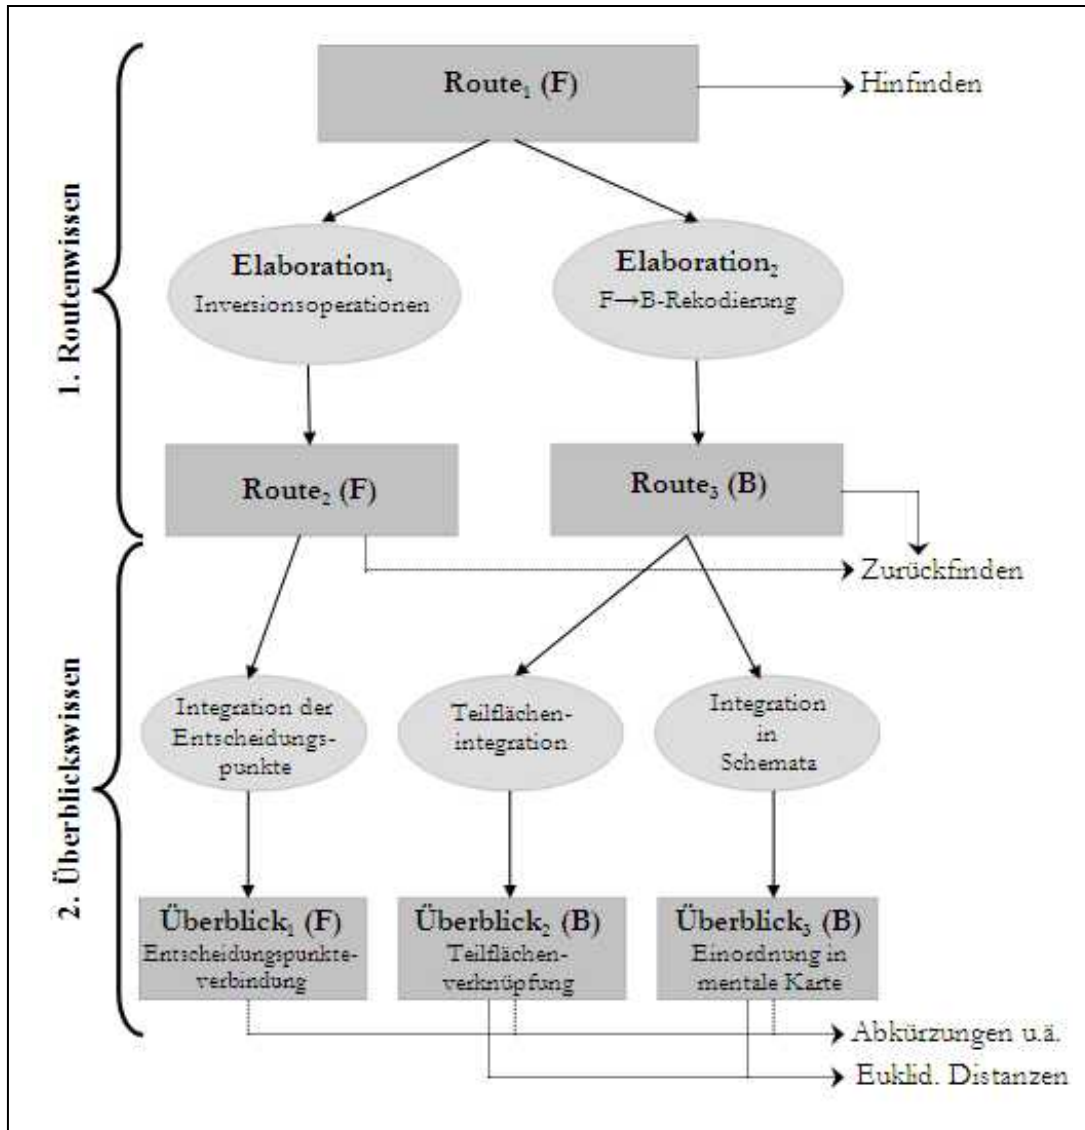 Route₁ (F)
Hinfinden
1. Routenwissen
Elaboration₁
Inversionsoperationen
Elaboration₂
F→B-Rekodierung
Route₂ (F)
Route₃ (B)
Zurückfinden
2. Überblickswissen
Integration der
Entscheidungs-
punkte
Teilflächen-
integration
Integration
in
Schemata
Überblick₁ (F)
Entscheidungspunkte-
verbindung
Überblick₂ (B)
Teilflächen-
verknüpfung
Überblick₃ (B)
Einordnung in
mentale Karte
Abkürzungen u.ä.
Euklid. Distanzen